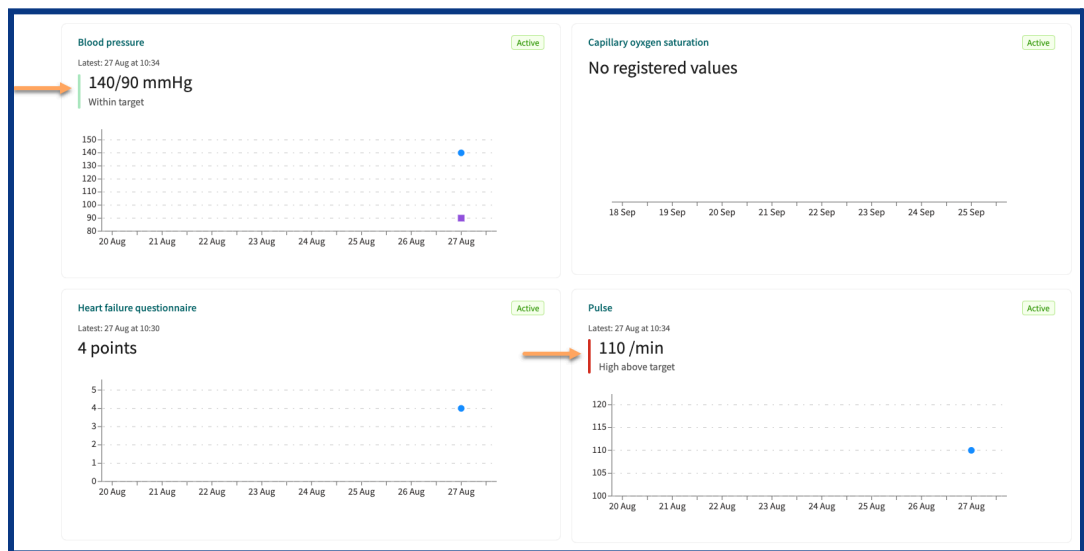 Blood pressure
Active
Latest: 27 Aug at 10:34
140/90 mmHg
Within target
150
140
130
120
110
100
90
80
20 Aug 21 Aug 22 Aug 23 Aug 24 Aug 25 Aug 26 Aug 27 Aug
Capillary oyxgen saturation
Active
No registered values
18 Sep 19 Sep 20 Sep 21 Sep 22 Sep 23 Sep 24 Sep 25 Sep
Heart failure questionnaire
Active
Latest: 27 Aug at 10:30
4 points
5
4
3
2
1
0
20 Aug 21 Aug 22 Aug 23 Aug 24 Aug 25 Aug 26 Aug 27 Aug
Pulse
Active
Latest: 27 Aug at 10:34
110 /min
High above target
120
115
110
105
100
20 Aug 21 Aug 22 Aug 23 Aug 24 Aug 25 Aug 26 Aug 27 Aug